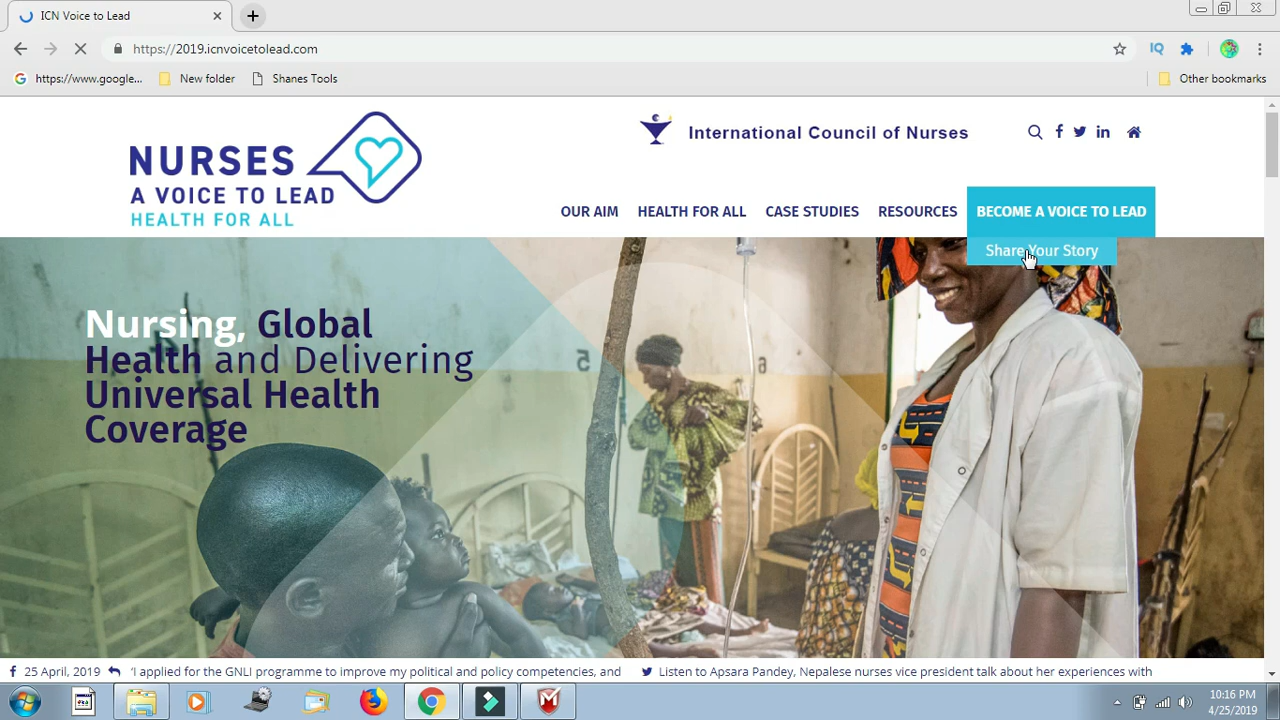 ICN Voice to Lead
https://2019.icnvoicetolead.com
IQ
https://www.google... New folder Shanes Tools Other bookmarks
International Council of Nurses
NURSES
A VOICE TO LEAD
HEALTH FOR ALL
OUR AIM HEALTH FOR ALL CASE STUDIES RESOURCES BECOME A VOICE TO LEAD
Share Your Story
Nursing, Global
Health and Delivering
Universal Health
Coverage
5
6
25 April, 2019 'I applied for the GNLI programme to improve my political and policy competencies, and
Listen to Apsara Pandey, Nepalese nurses vice president talk about her experiences with
10:16 PM
4/25/2019